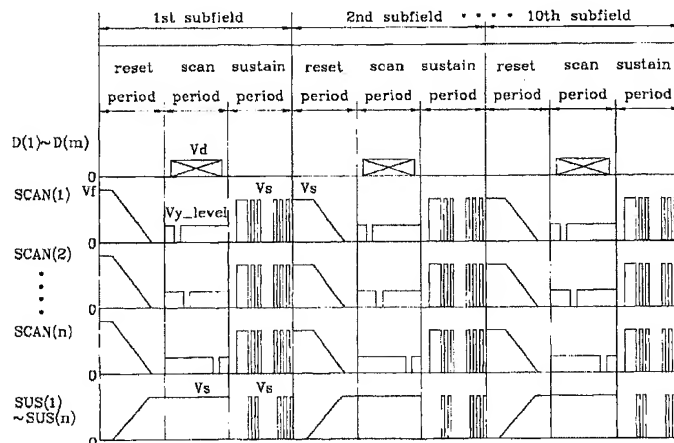 1st subfield 2nd subfield • • • • 10th subfield
reset scan sustain reset scan sustain reset scan sustain
period period period period period period period period period
D(1)~D(m) Vd
0
SCAN(1) Vf Vy_level Vs Vs
0
SCAN(2)
0
SCAN(n)
0
SUS(1) Vs Vs
~SUS(n)
0